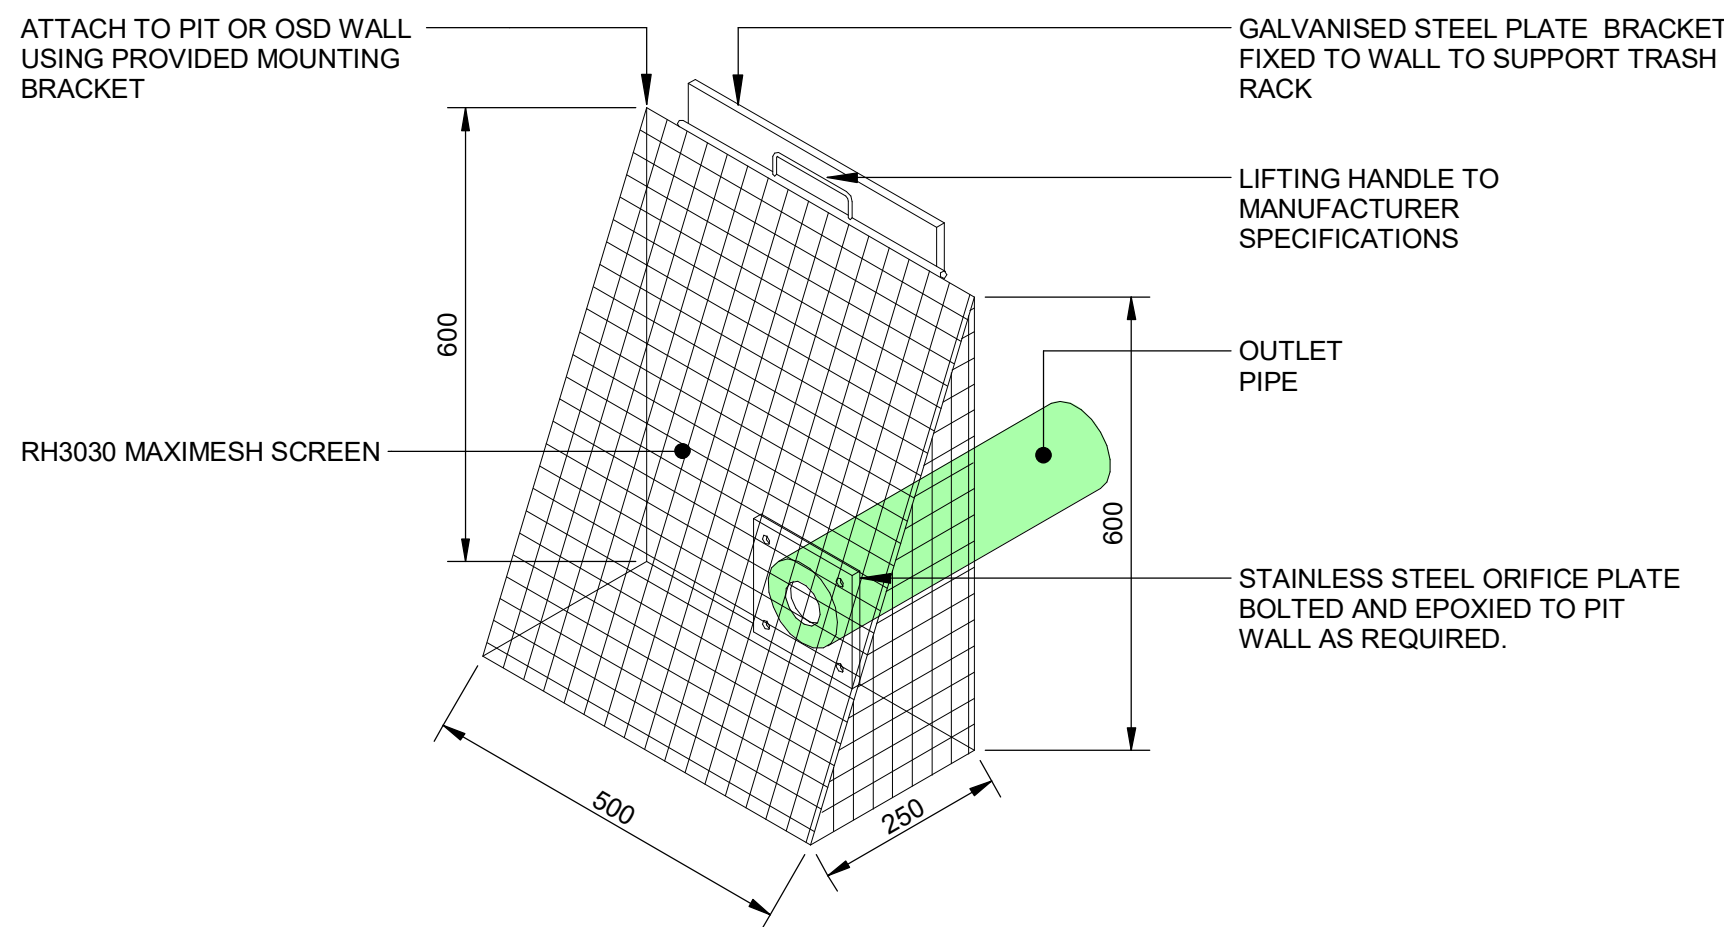 ATTACH TO PIT OR OSD WALL
USING PROVIDED MOUNTING
BRACKET
GALVANISED STEEL PLATE BRACKET
FIXED TO WALL TO SUPPORT TRASH
RACK
LIFTING HANDLE TO
MANUFACTURER
SPECIFICATIONS
600
OUTLET
PIPE
RH3030 MAXIMESH SCREEN
600
STAINLESS STEEL ORIFICE PLATE
BOLTED AND EPOXIED TO PIT
WALL AS REQUIRED.
500
250